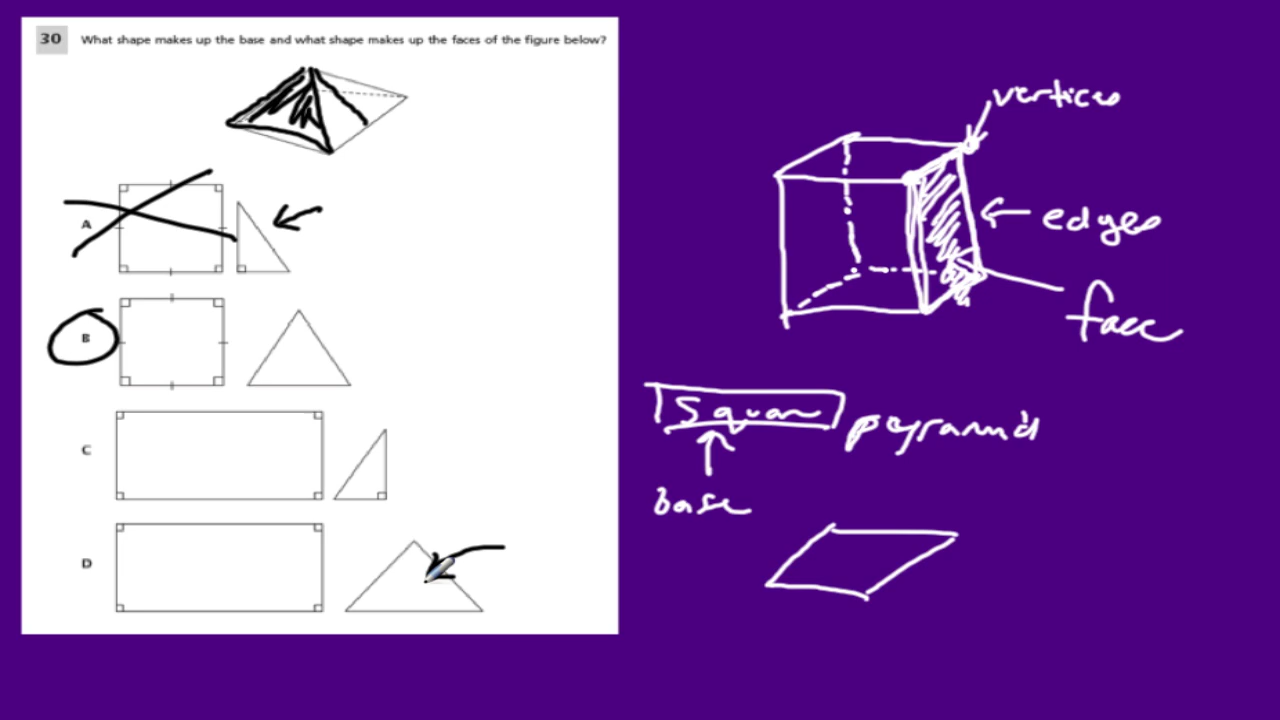 30 What shape makes up the base and what shape makes up the faces of the figure below?
A
B
C
D
vertices
edges
face
Square pyramid
base